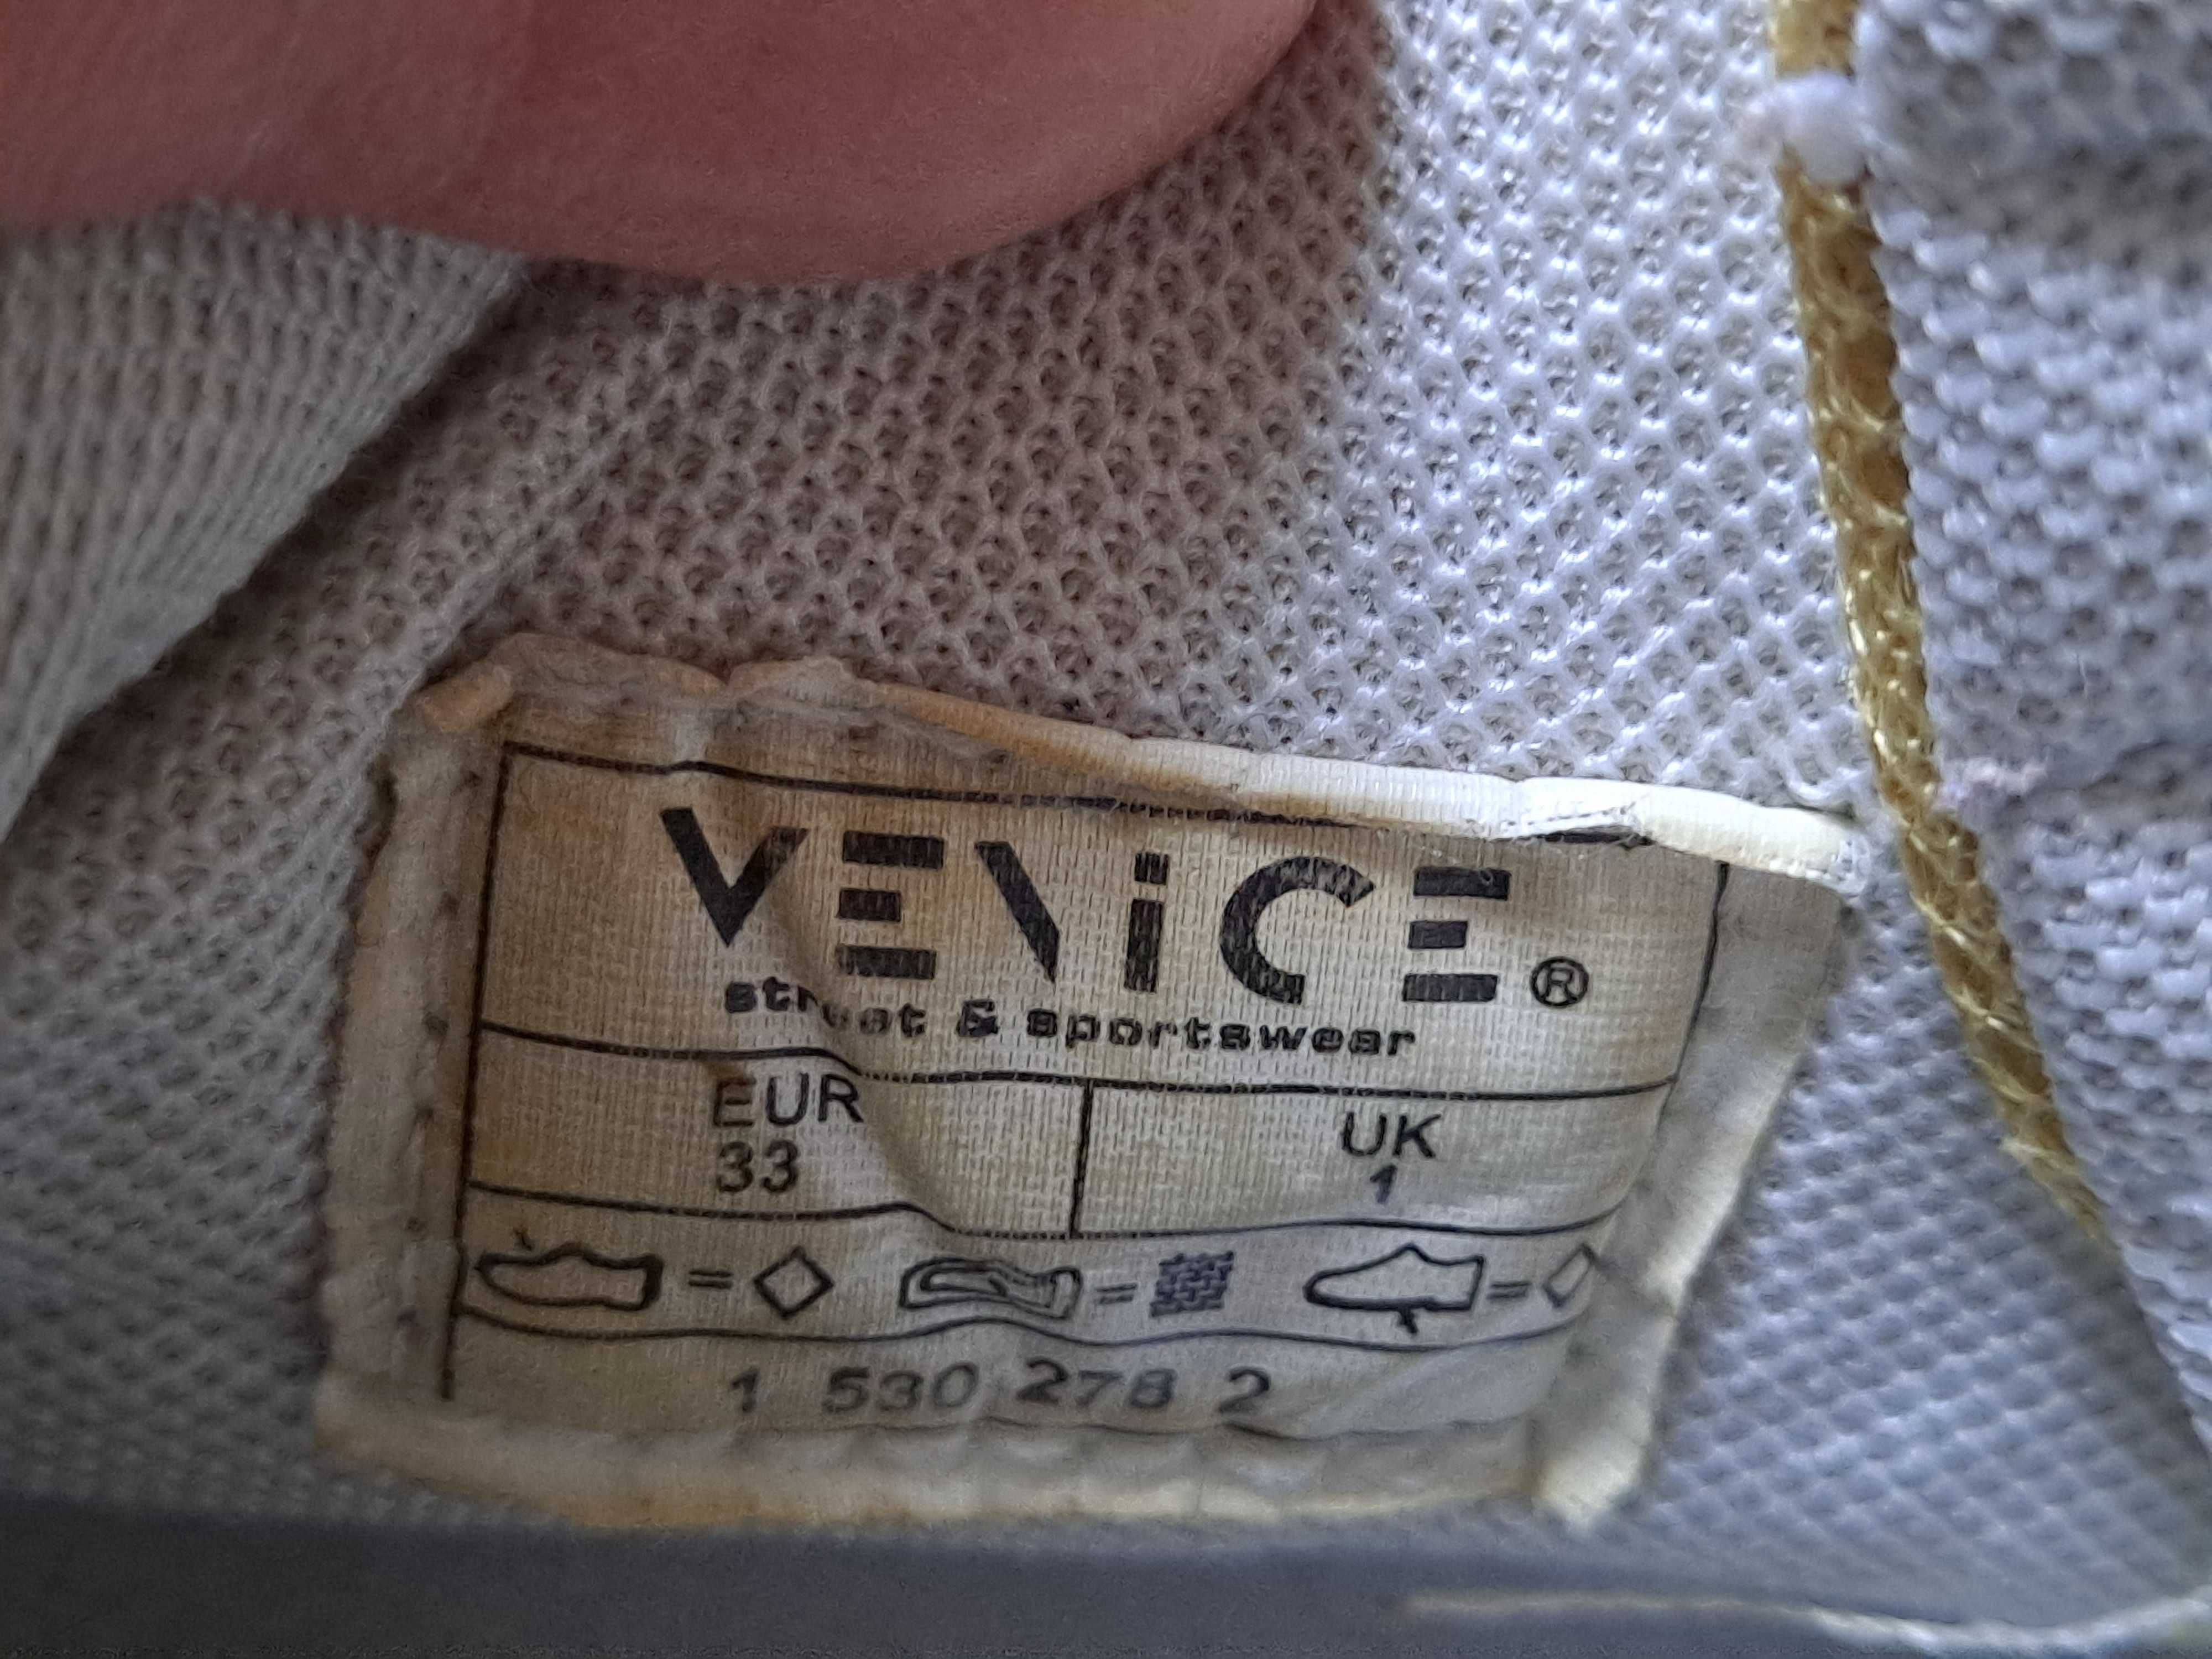 VENiCE®
street & sportswear
EUR UK
33 1
= = =
1 530 278 2